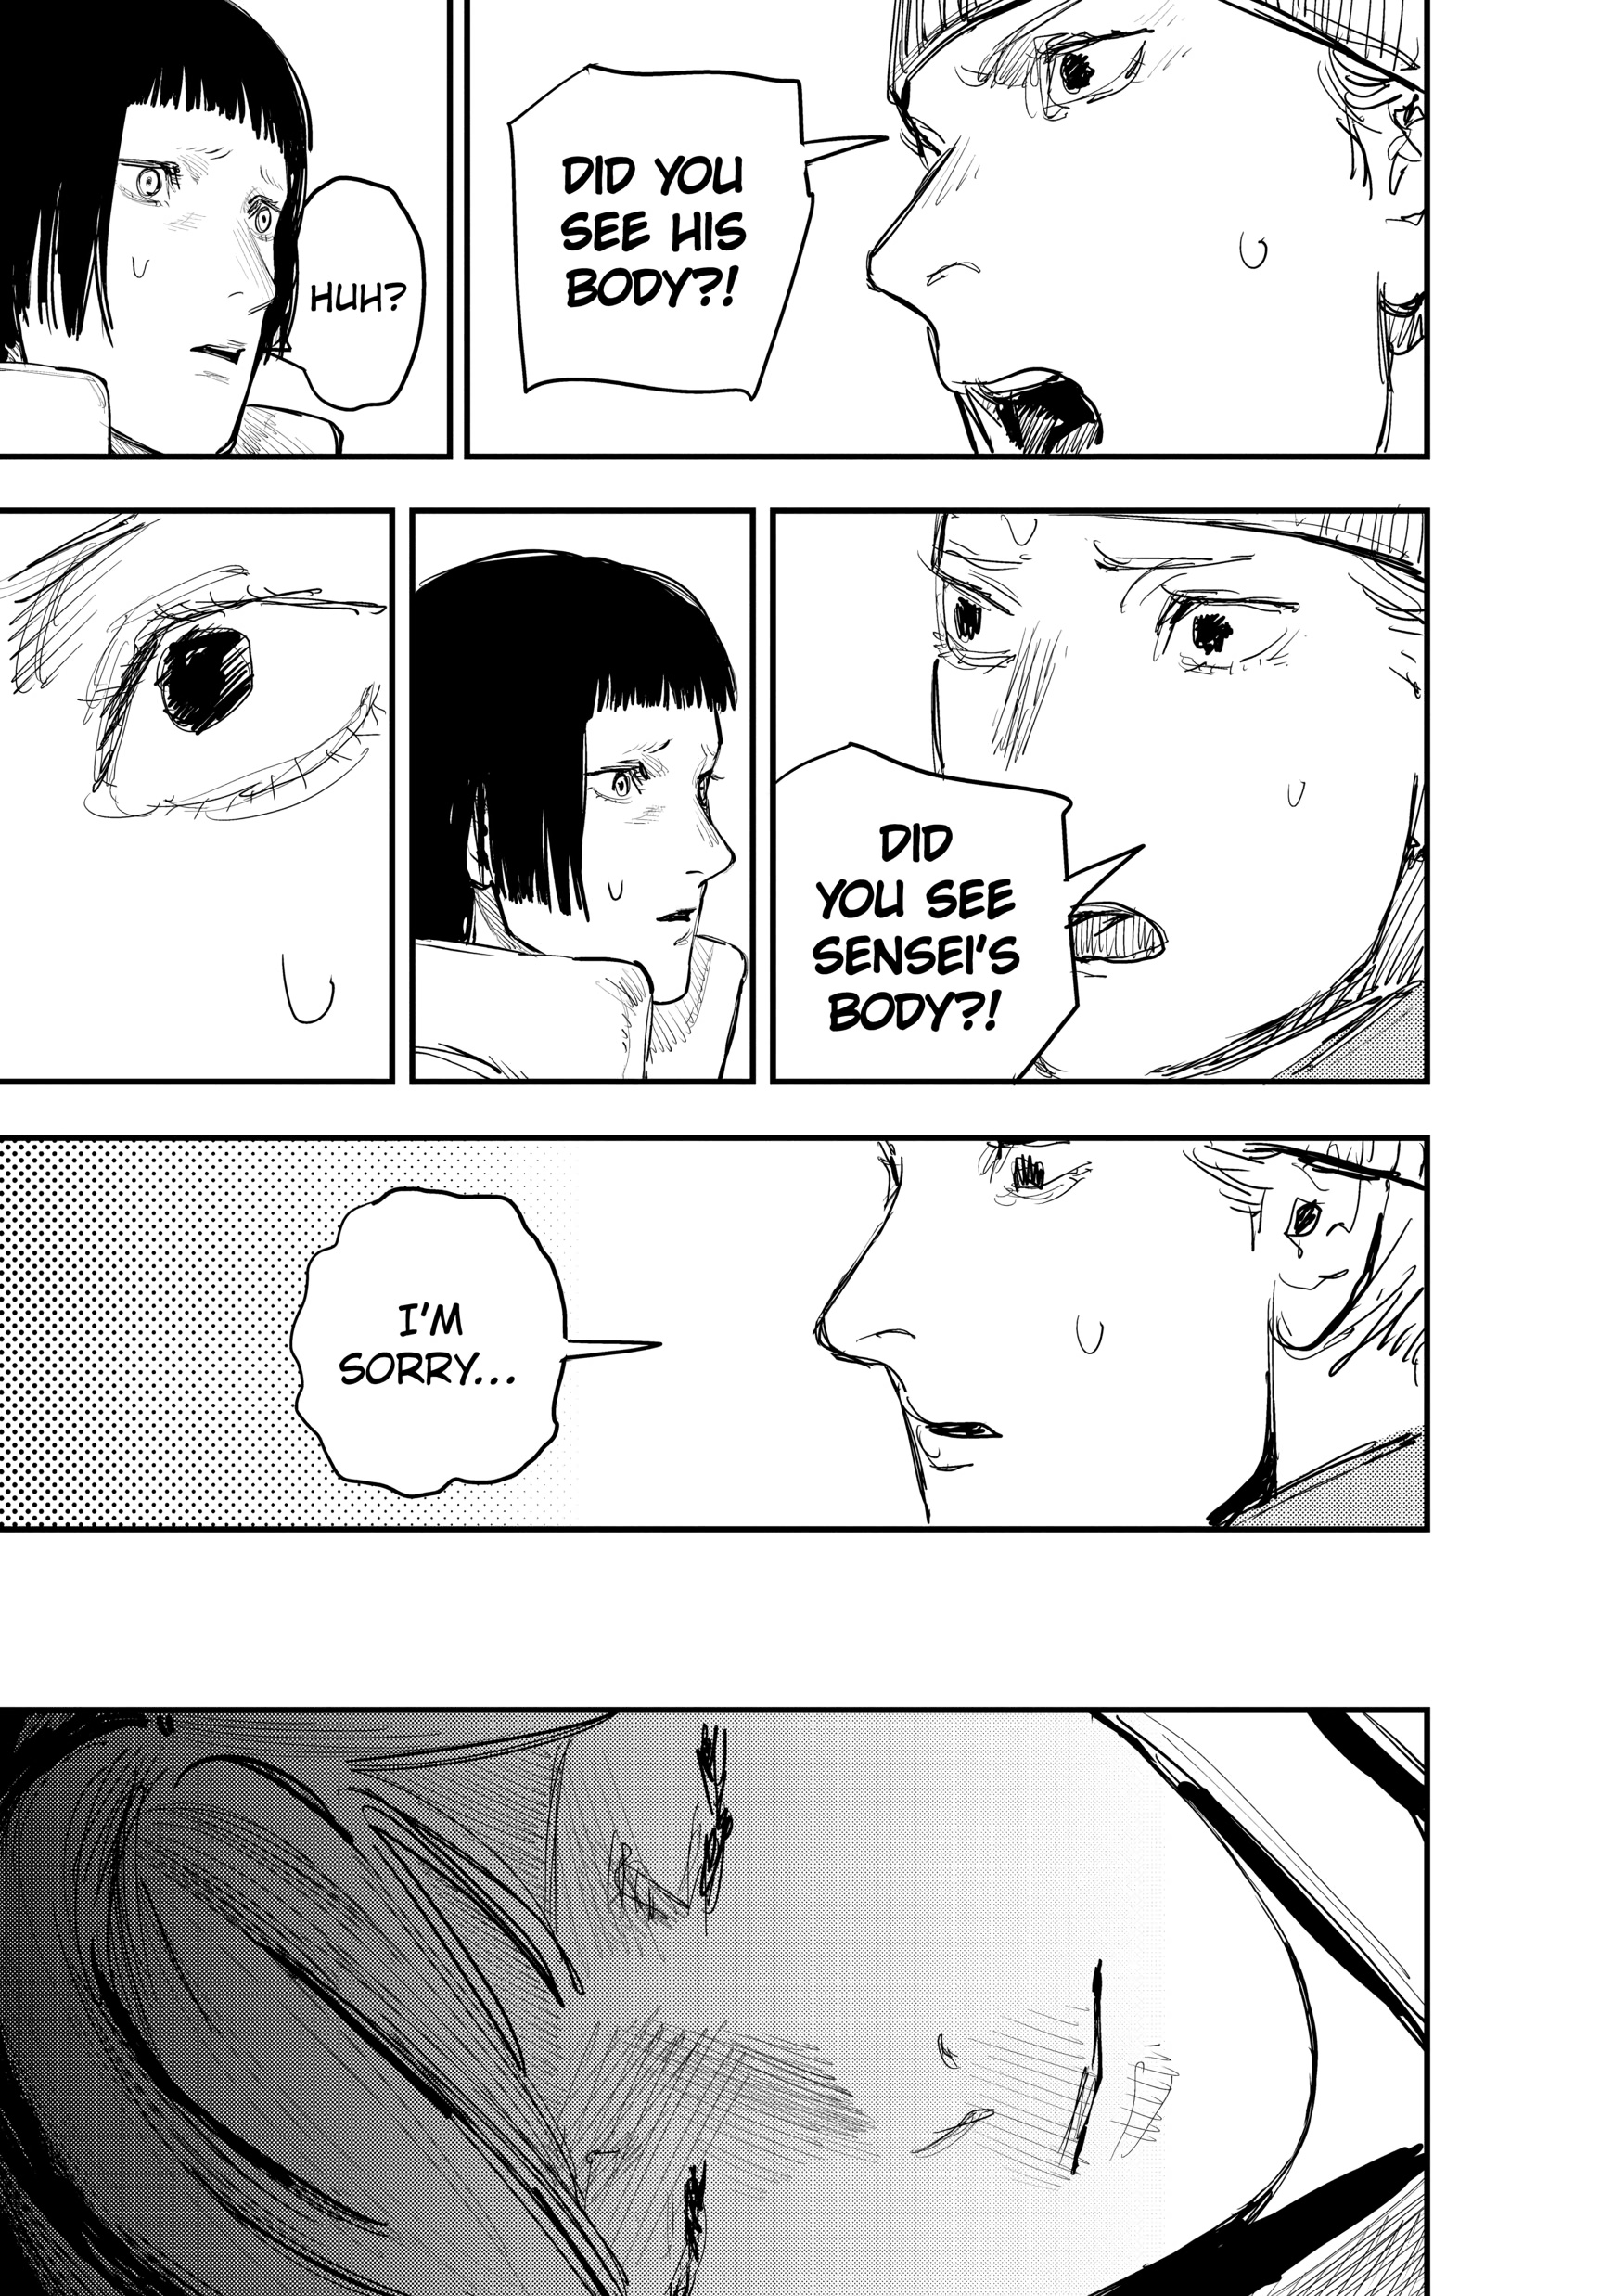 DID YOU
SEE HIS
BODY?!
HUH?
DID
YOU SEE
SENSEI'S
BODY?!
I'M
SORRY...